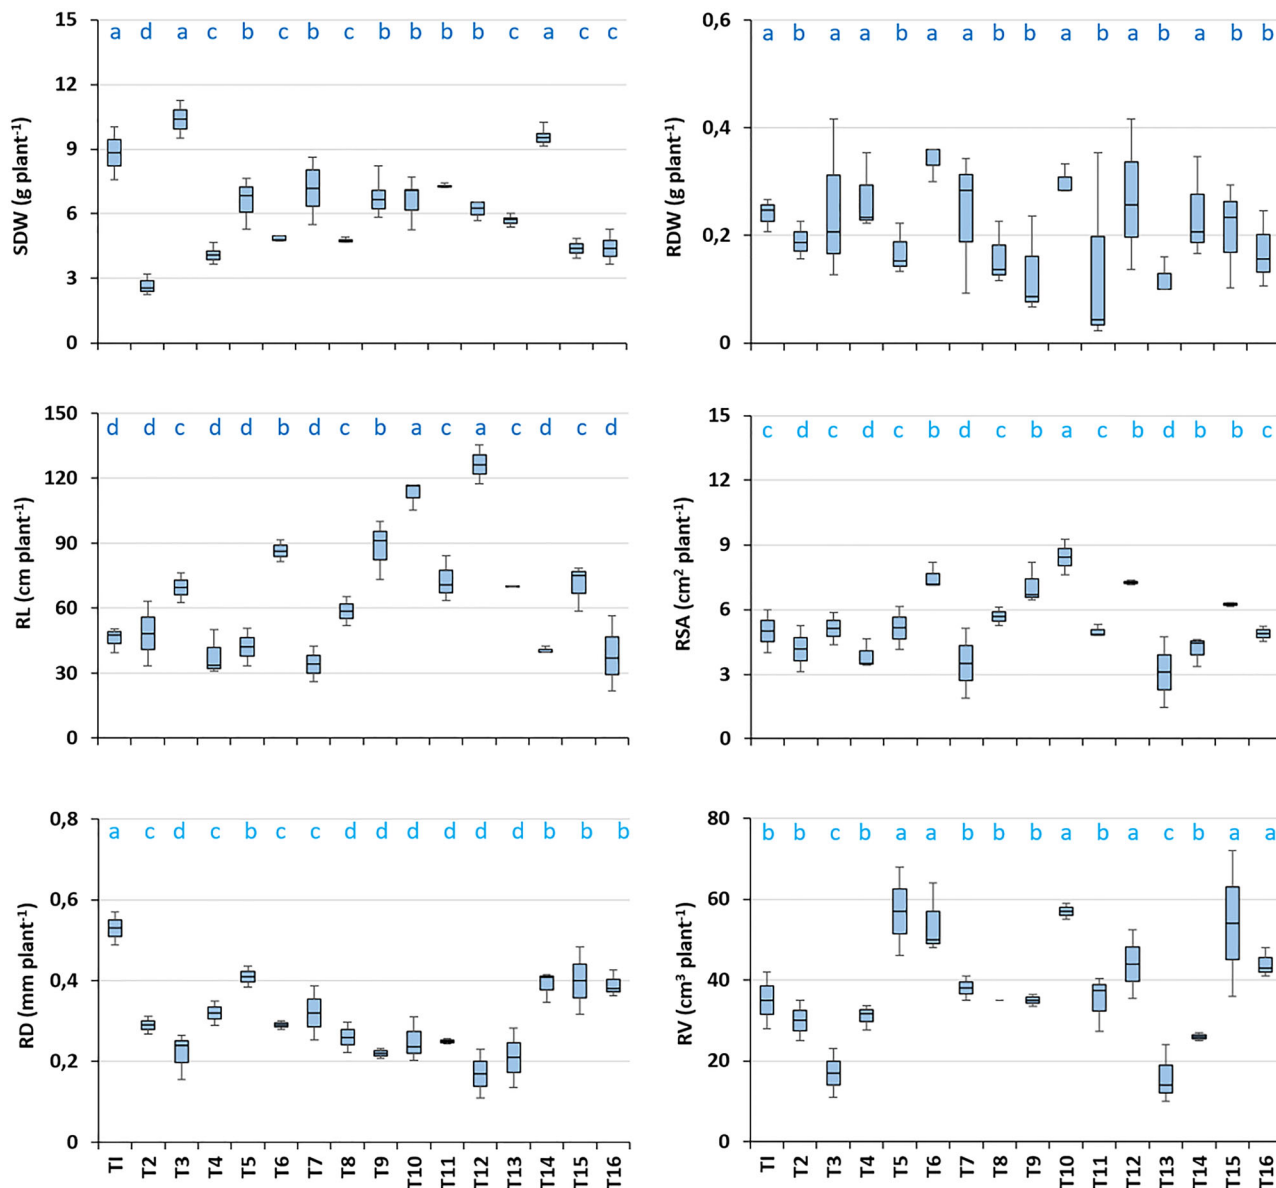 SDW (g plant⁻¹)
15
12
9
6
3
0
a d a c b c b c b b b c a c c
RDW (g plant⁻¹)
0,6
0,4
0,2
0
a b a a b a a b b a b a b a b b
RL (cm plant⁻¹)
150
120
90
60
30
0
d d c d d b d c b a c a c d c d
RSA (cm² plant⁻¹)
15
12
9
6
3
0
c d c d c b d c b a c b d b b c
RD (mm plant⁻¹)
0,8
0,6
0,4
0,2
0
a c d c b c c d d d d d d b b b
TI T2 T3 T4 T5 T6 T7 T8 T9 T10 T11 T12 T13 T14 T15 T16
RV (cm³ plant⁻¹)
80
60
40
20
0
b b c b a a b b b a b a c b a a
TI T2 T3 T4 T5 T6 T7 T8 T9 T10 T11 T12 T13 T14 T15 T16